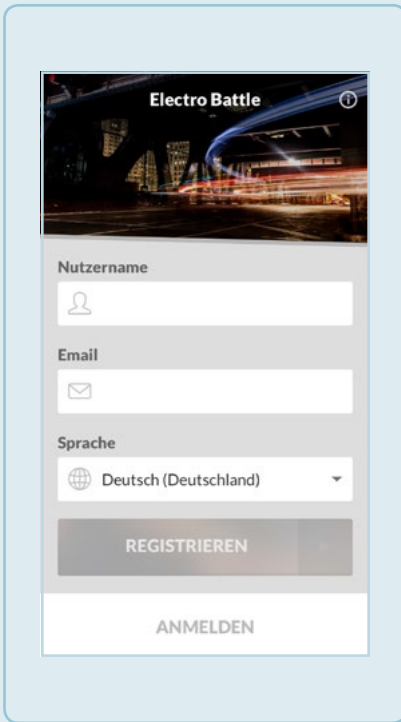 Electro Battle
Nutzername
Email
Sprache
Deutsch (Deutschland)
REGISTRIEREN
ANMELDEN